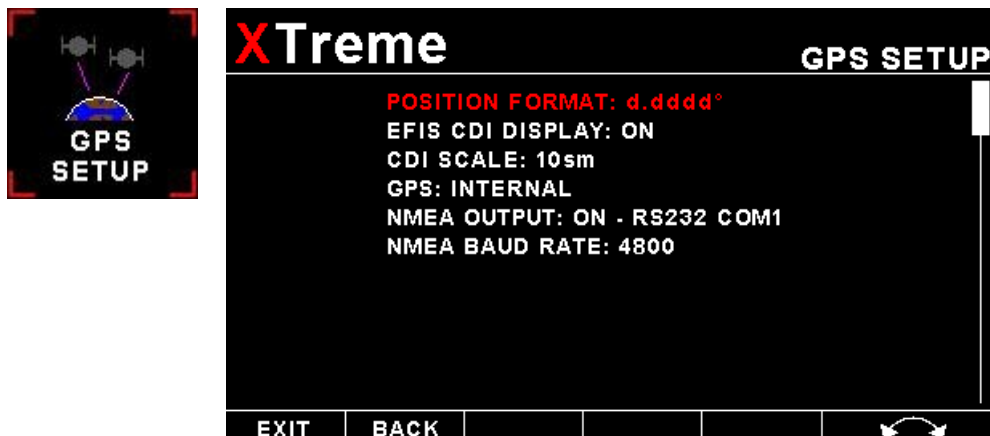 GPS
SETUP
XTreme
GPS SETUP
POSITION FORMAT: d.dddd°
EFIS CDI DISPLAY: ON
CDI SCALE: 10sm
GPS: INTERNAL
NMEA OUTPUT: ON - RS232 COM1
NMEA BAUD RATE: 4800
EXIT BACK